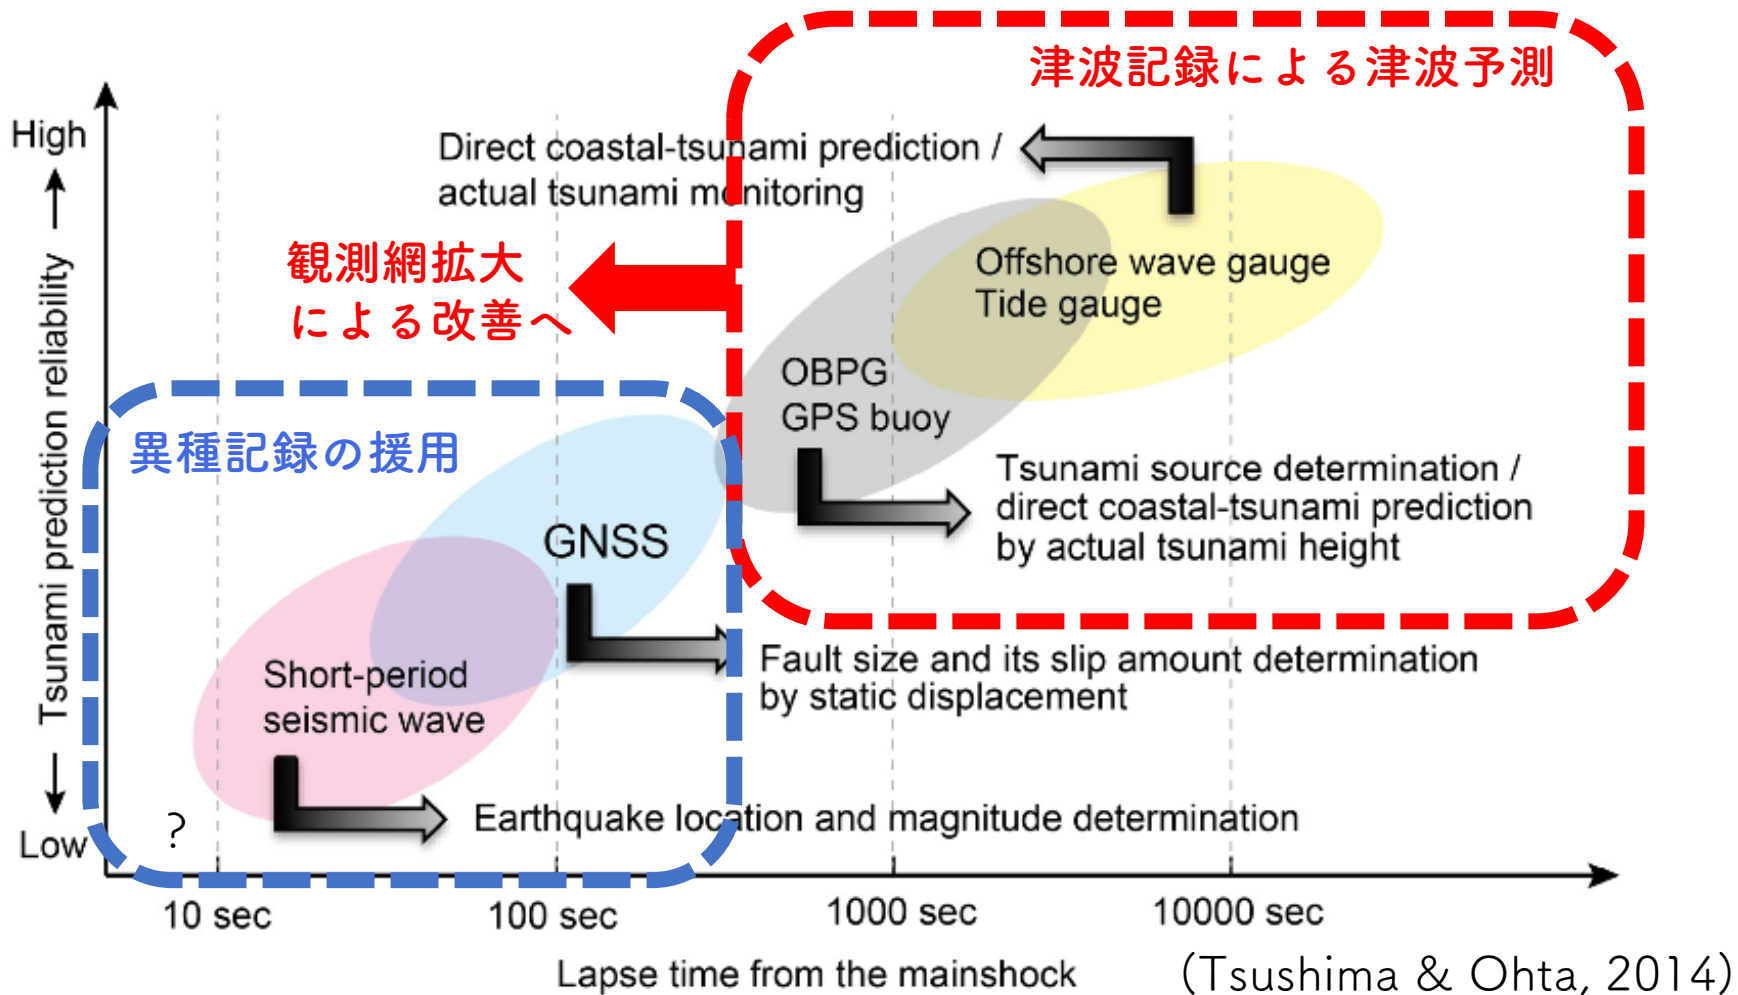 津波記録による津波予測
High
Direct coastal-tsunami prediction /
actual tsunami monitoring
観測網拡大
による改善へ
Offshore wave gauge
Tide gauge
OBPG
GPS buoy
異種記録の援用
Tsunami source determination /
direct coastal-tsunami prediction
by actual tsunami height
GNSS
Tsunami prediction reliability
Short-period
seismic wave
Fault size and its slip amount determination
by static displacement
?
Earthquake location and magnitude determination
Low
10 sec
100 sec
1000 sec
10000 sec
Lapse time from the mainshock
(Tsushima & Ohta, 2014)